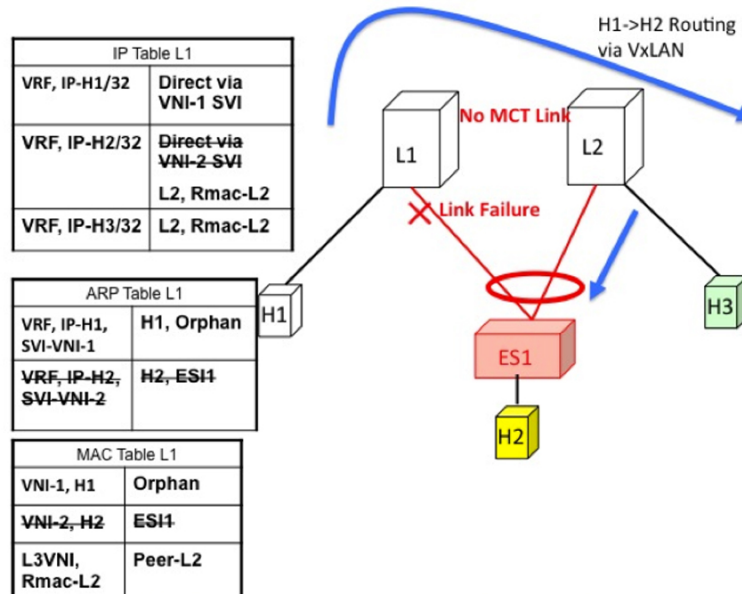 IP Table L1
VRF, IP-H1/32
Direct via
VNI-1 SVI
VRF, IP-H2/32
Direct via
VNI-2 SVI
L2, Rmac-L2
VRF, IP-H3/32
L2, Rmac-L2
ARP Table L1
VRF, IP-H1,
SVI-VNI-1
H1, Orphan
VRF, IP-H2,
SVI-VNI-2
H2, ESI1
MAC Table L1
VNI-1, H1
Orphan
VNI-2, H2
ESI1
L3VNI,
Rmac-L2
Peer-L2
H1->H2 Routing
via VxLAN
No MCT Link
L1
L2
Link Failure
H1
H3
ES1
H2